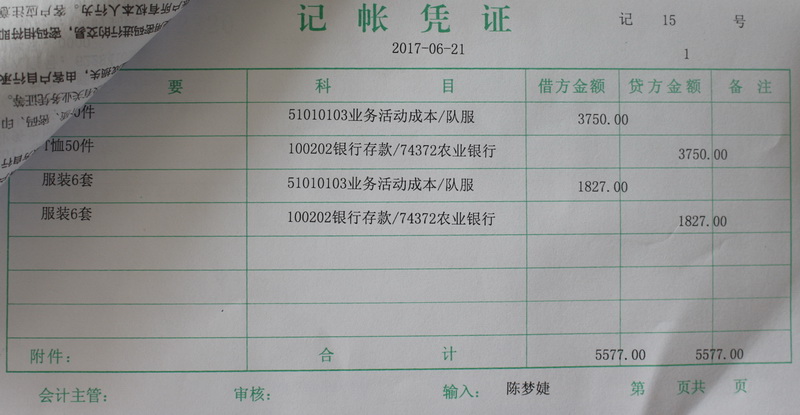 记帐凭证
记 15 号
2017-06-21
1
要 科目 借方金额 贷方金额 备注
0件 51010103业务活动成本/队服 3750.00
恤50件 100202银行存款/74372农业银行 3750.00
服装6套 51010103业务活动成本/队服 1827.00
服装6套 100202银行存款/74372农业银行 1827.00
附件： 合计 5577.00 5577.00
会计主管： 审核： 输入： 陈梦婕 第 页共 页